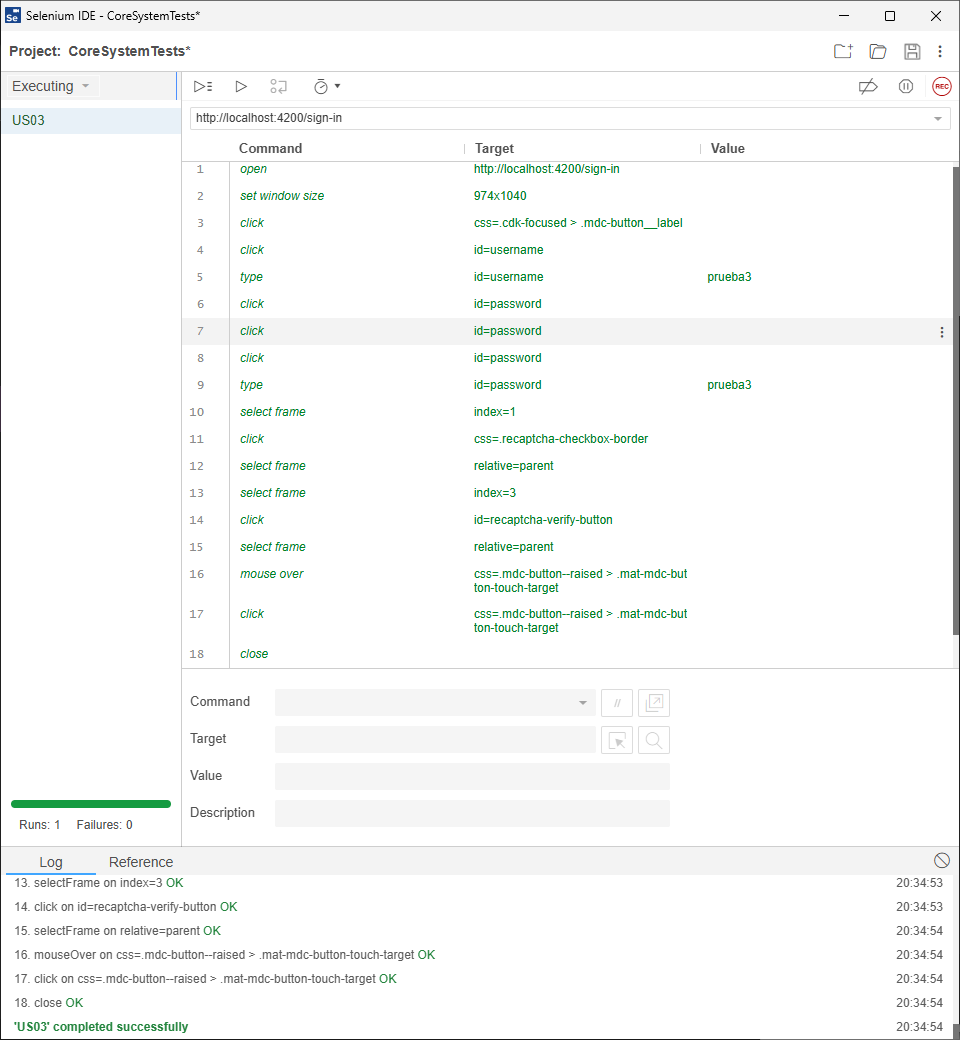 Selenium IDE - CoreSystemTests*
Project: CoreSystemTests*
Executing
REC
US03
http://localhost:4200/sign-in
Command Target Value
1 open http://localhost:4200/sign-in
2 set window size 974x1040
3 click css=.cdk-focused > .mdc-button__label
4 click id=username
5 type id=username prueba3
6 click id=password
7 click id=password
8 click id=password
9 type id=password prueba3
10 select frame index=1
11 click css=.recaptcha-checkbox-border
12 select frame relative=parent
13 select frame index=3
14 click id=recaptcha-verify-button
15 select frame relative=parent
16 mouse over css=.mdc-button--raised > .mat-mdc-but
ton-touch-target
17 click css=.mdc-button--raised > .mat-mdc-but
ton-touch-target
18 close
Command //
Target
Value
Description
Runs: 1 Failures: 0
Log Reference
13. selectFrame on index=3 OK 20:34:53
14. click on id=recaptcha-verify-button OK 20:34:53
15. selectFrame on relative=parent OK 20:34:54
16. mouseOver on css=.mdc-button--raised > .mat-mdc-button-touch-target OK 20:34:54
17. click on css=.mdc-button--raised > .mat-mdc-button-touch-target OK 20:34:54
18. close OK 20:34:54
'US03' completed successfully 20:34:54